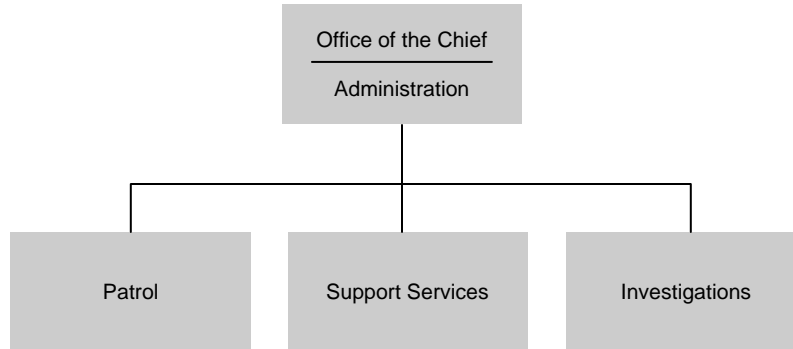 Office of the Chief
Administration
Patrol
Support Services
Investigations